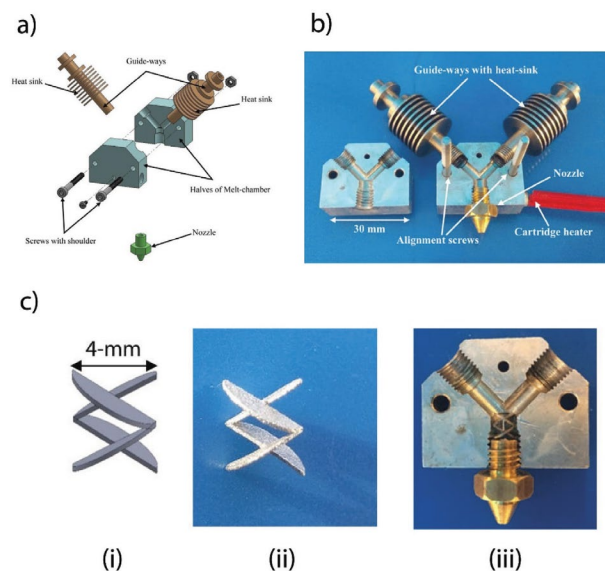 a)
Guide-ways
Heat sink
Heat sink
Halves of Melt-chamber
Screws with shoulder
Nozzle
b)
Guide-ways with heat-sink
Nozzle
30 mm
Alignment screws
Cartridge heater
c)
4-mm
(i)
(ii)
(iii)